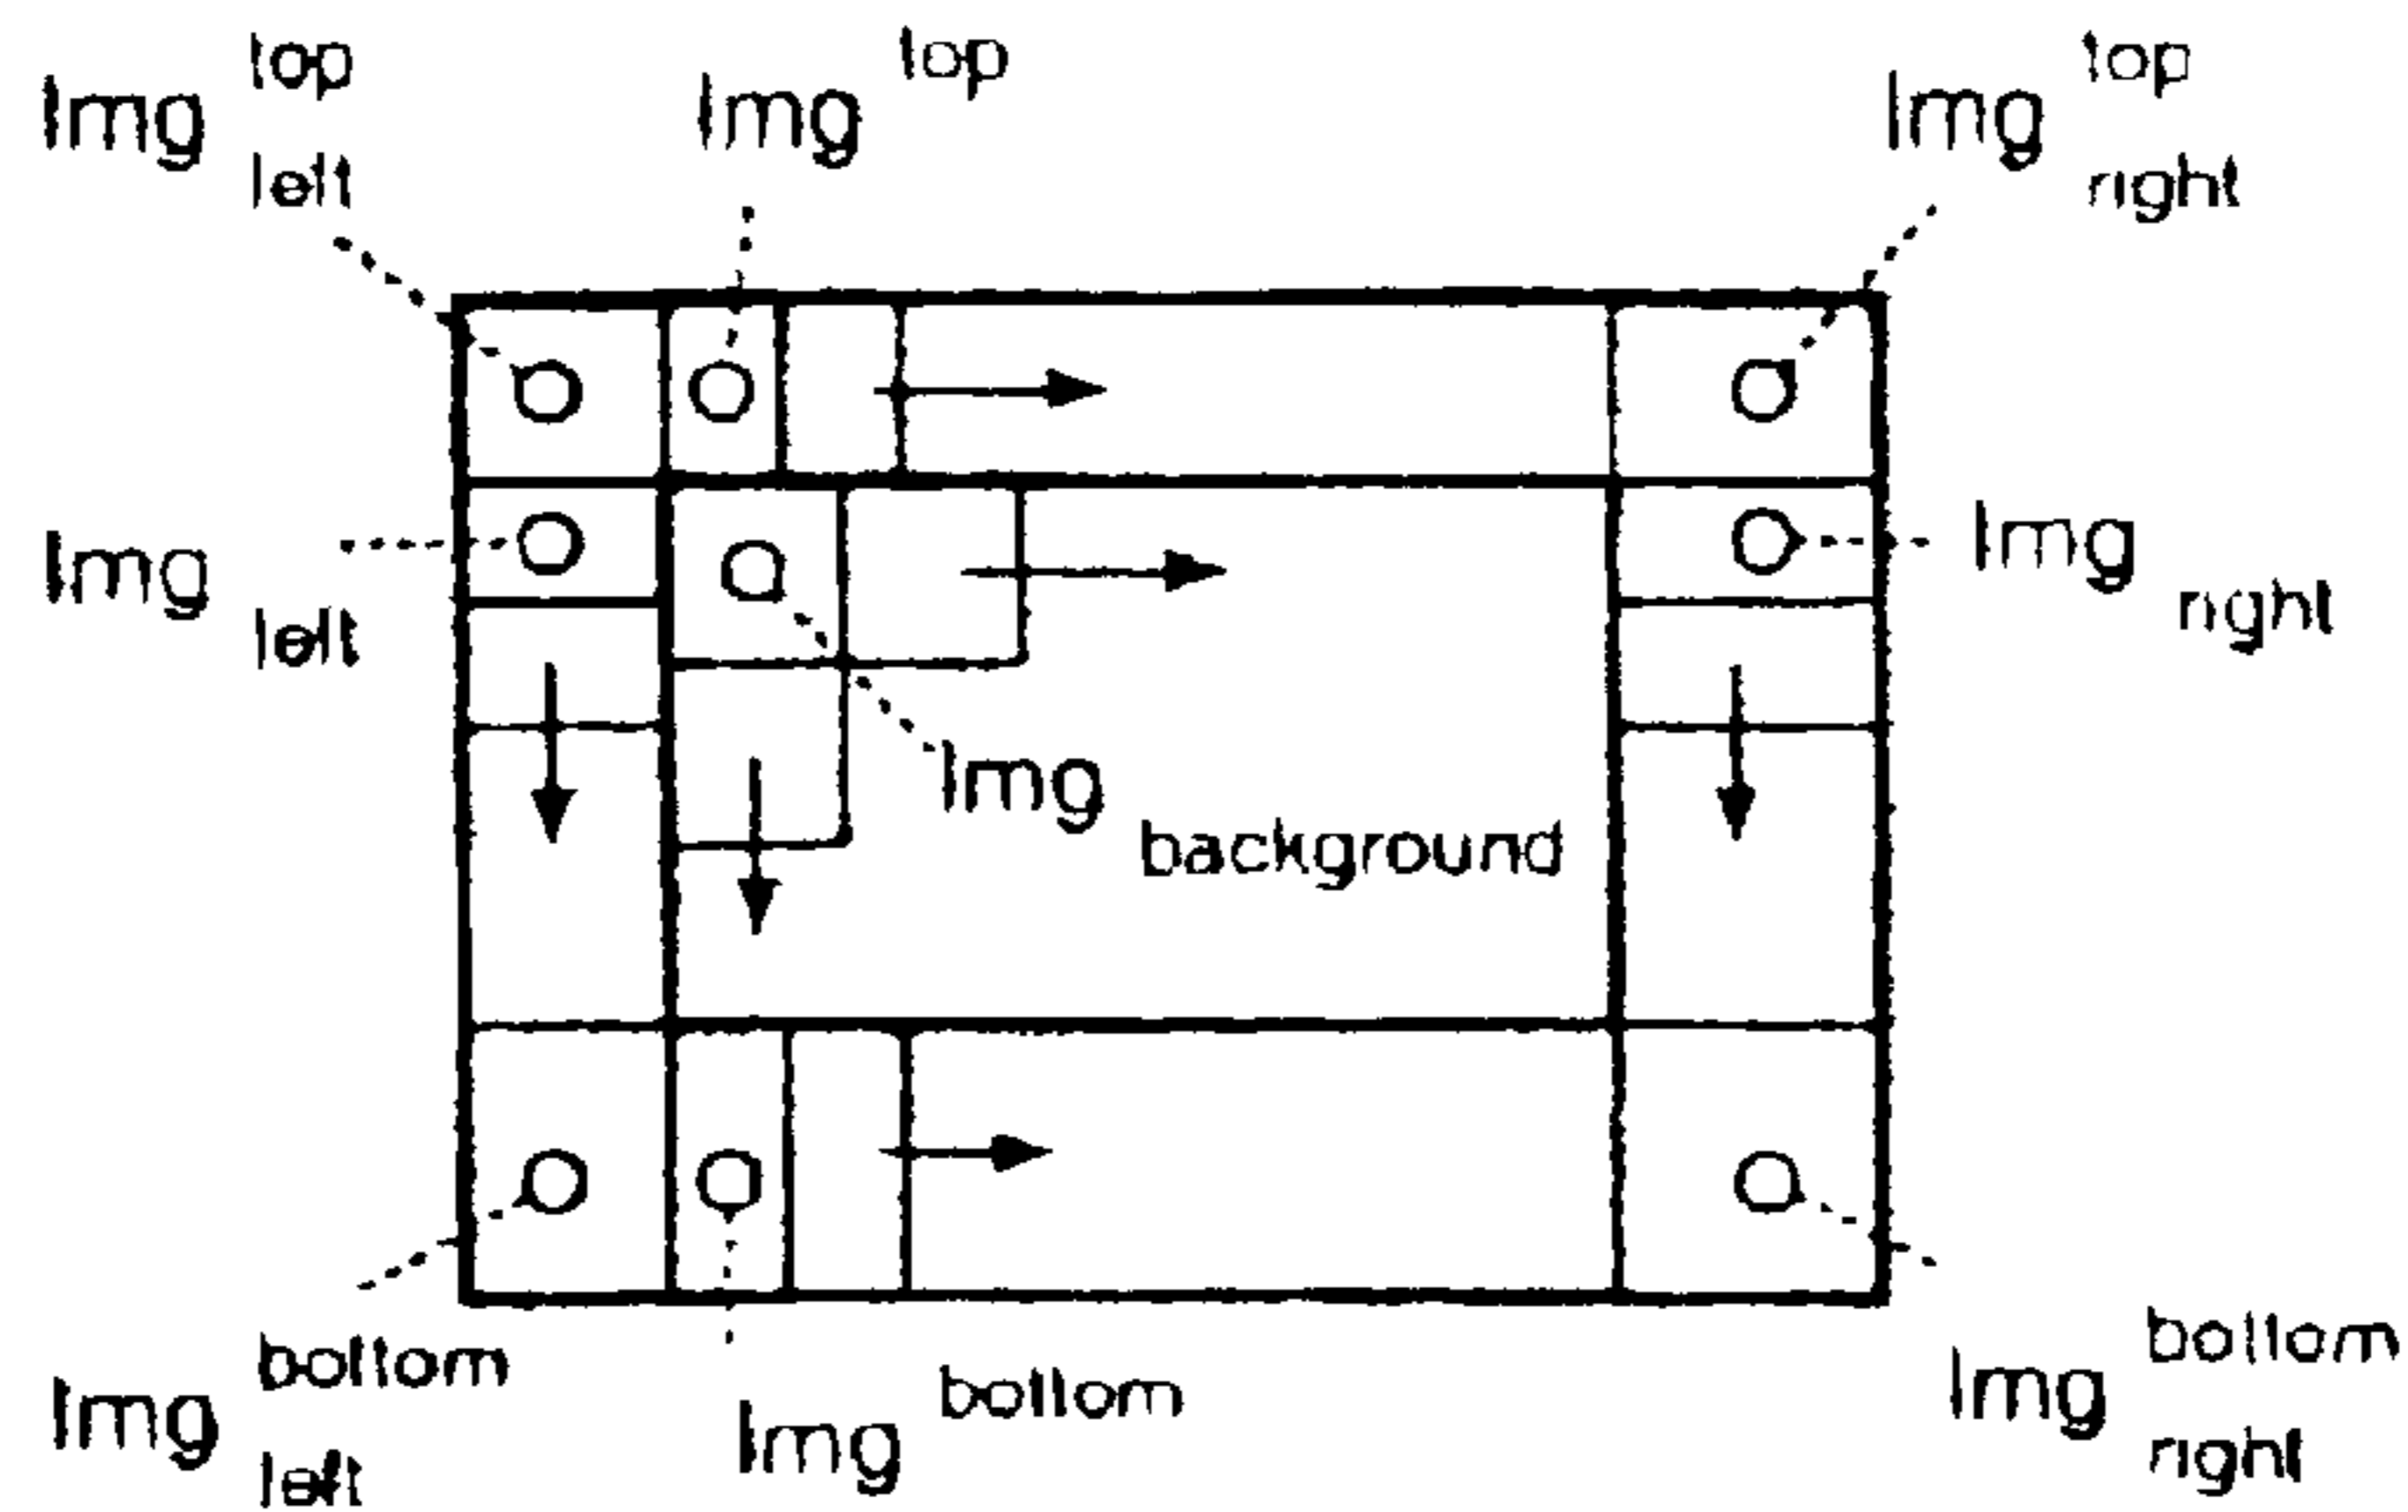 Img top left
Img top
Img top right
Img left
Img right
Img background
Img bottom left
Img bottom
Img bottom right